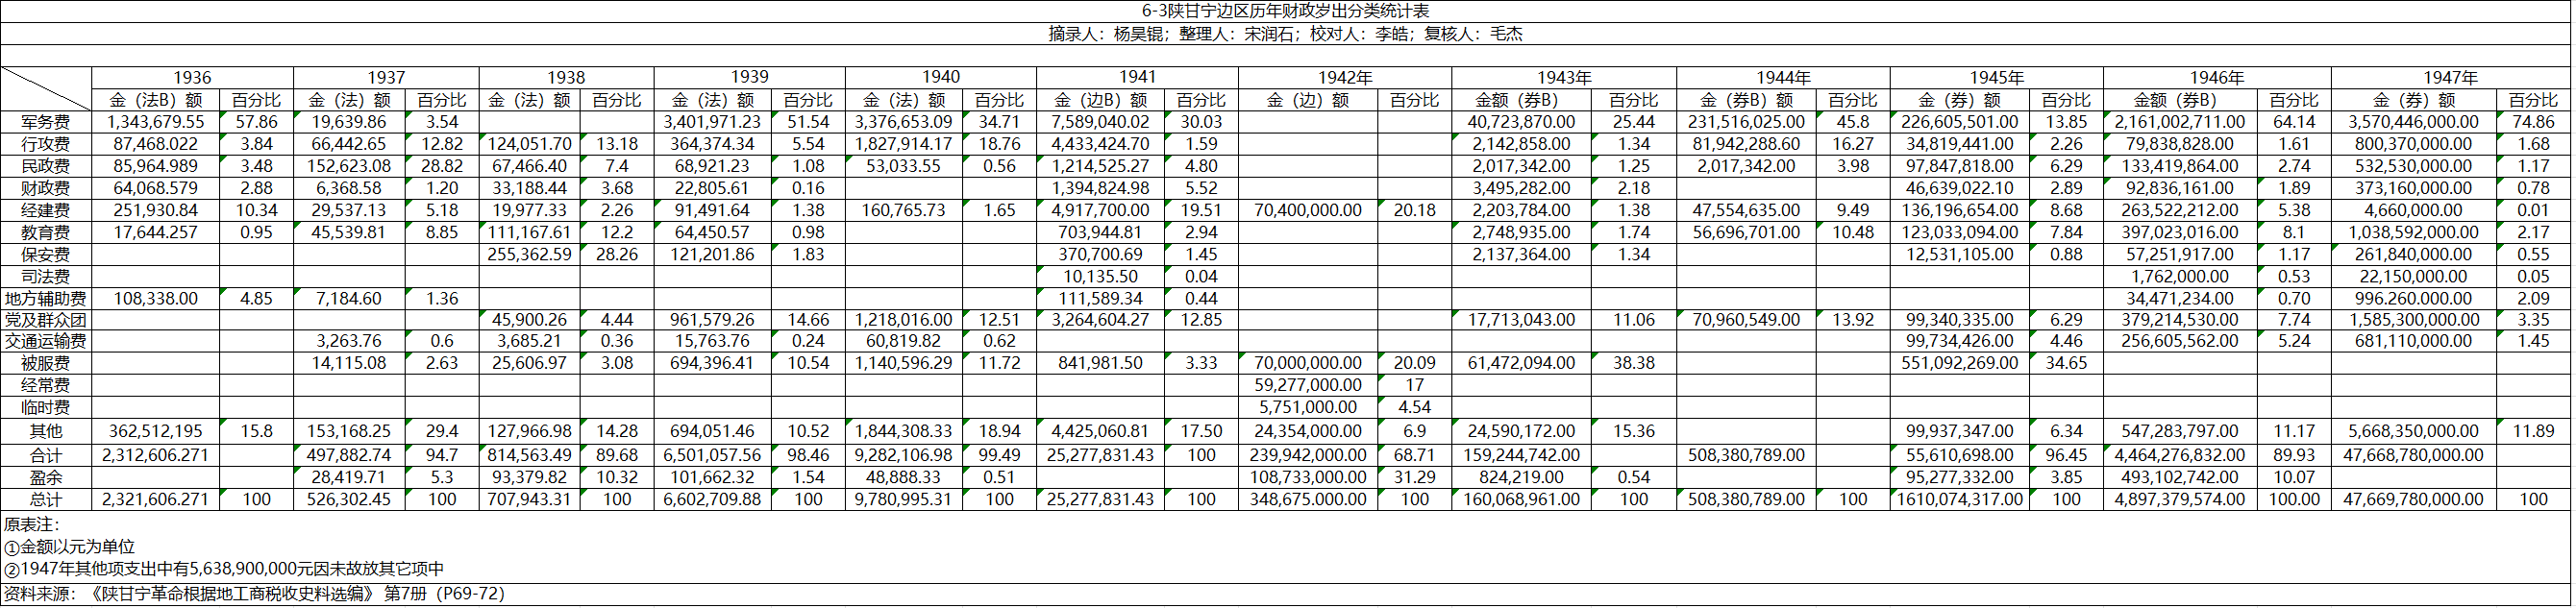 6-3陕甘宁边区历年财政岁出分类统计表
摘录人：杨昊锟；整理人：宋润石；校对人：李皓；复核人：毛杰
1936 1937 1938 1939 1940 1941 1942年 1943年 1944年 1945年 1946年 1947年
金（法B）额 百分比 金（法）额 百分比 金（法）额 百分比 金（法）额 百分比 金（法）额 百分比 金（边B）额 百分比 金（边）额 百分比 金额（券B） 百分比 金（券B）额 百分比 金（券）额 百分比 金额（券B） 百分比 金（券）额 百分比
军务费 1,343,679.55 57.86 19,639.86 3.54 3,401,971.23 51.54 3,376,653.09 34.71 7,589,040.02 30.03 40,723,870.00 25.44 231,516,025.00 45.8 226,605,501.00 13.85 2,161,002,711.00 64.14 3,570,446,000.00 74.86
行攻费 87,468.022 3.84 66,442.65 12.82 124,051.70 13.18 364,374.34 5.54 1,827,914.17 18.76 4,433,424.70 1.59 2,142,858.00 1.34 81,942,288.60 16.27 34,819,441.00 2.26 79,838,828.00 1.61 800,370,000.00 1.68
民政费 85,964.989 3.48 152,623.08 28.82 67,466.40 7.4 68,921.23 1.08 53,033.55 0.56 1,214,525.27 4.80 2,017,342.00 1.25 2,017,342.00 3.98 97,847,818.00 6.29 133,419,864.00 2.74 532,530,000.00 1.17
财政费 64,068.579 2.88 6,368.58 1.20 33,188.44 3.68 22,805.61 0.16 1,394,824.98 5.52 3,495,282.00 2.18 46,639,022.10 2.89 92,836,161.00 1.89 373,160,000.00 0.78
经建费 251,930.84 10.34 29,537.13 5.18 19,977.33 2.26 91,491.64 1.38 160,765.73 1.65 4,917,700.00 19.51 70,400,000.00 20.18 2,203,784.00 1.38 47,554,635.00 9.49 136,196,654.00 8.68 263,522,212.00 5.38 4,660,000.00 0.01
教育费 17,644.257 0.95 45,539.81 8.85 111,167.61 12.2 64,450.57 0.98 703,944.81 2.94 2,748,935.00 1.74 56,696,701.00 10.48 123,033,094.00 7.84 397,023,016.00 8.1 1,038,592,000.00 2.17
保安费 255,362.59 28.26 121,201.86 1.83 370,700.69 1.45 2,137,364.00 1.34 12,531,105.00 0.88 57,251,917.00 1.17 261,840,000.00 0.55
司法费 10,135.50 0.04 1,762,000.00 0.53 22,150,000.00 0.05
地方辅助费 108,338.00 4.85 7,184.60 1.36 111,589.34 0.44 34,471,234.00 0.70 996.260,000.00 2.09
党及群众团 45,900.26 4.44 961,579.26 14.66 1,218,016.00 12.51 3,264,604.27 12.85 17,713,043.00 11.06 70,960,549.00 13.92 99,340,335.00 6.29 379,214,530.00 7.74 1,585,300,000.00 3.35
交通运输费 3,263.76 0.6 3,685.21 0.36 15,763.76 0.24 60,819.82 0.62 99,734,426.00 4.46 256,605,562.00 5.24 681,110,000.00 1.45
被服费 14,115.08 2.63 25,606.97 3.08 694,396.41 10.54 1,140,596.29 11.72 841,981.50 3.33 70,000,000.00 20.09 61,472,094.00 38.38 551,092,269.00 34.65
经常费 59,277,000.00 17
临时费 5,751,000.00 4.54
其他 362,512,195 15.8 153,168.25 29.4 127,966.98 14.28 694,051.46 10.52 1,844,308.33 18.94 4,425,060.81 17.50 24,354,000.00 6.9 24,590,172.00 15.36 99,937,347.00 6.34 547,283,797.00 11.17 5,668,350,000.00 11.89
合计 2,312,606.271 497,882.74 94.7 814,563.49 89.68 6,501,057.56 98.46 9,282,106.98 99.49 25,277,831.43 100 239,942,000.00 68.71 159,244,742.00 508,380,789.00 55,610,698.00 96.45 4,464,276,832.00 89.93 47,668,780,000.00
盈余 28,419.71 5.3 93,379.82 10.32 101,662.32 1.54 48,888.33 0.51 108,733,000.00 31.29 824,219.00 0.54 95,277,332.00 3.85 493,102,742.00 10.07
总计 2,321,606.271 100 526,302.45 100 707,943.31 100 6,602,709.88 100 9,780,995.31 100 25,277,831.43 100 348,675,000.00 100 160,068,961.00 100 508,380,789.00 100 1610,074,317.00 100 4,897,379,574.00 100.00 47,669,780,000.00 100
原表注：
①金额以元为单位
②1947年其他项支出中有5,638,900,000元因未故放其它项中
资料来源：《陕甘宁革命根据地工商税收史料选编》 第7册（P69-72）